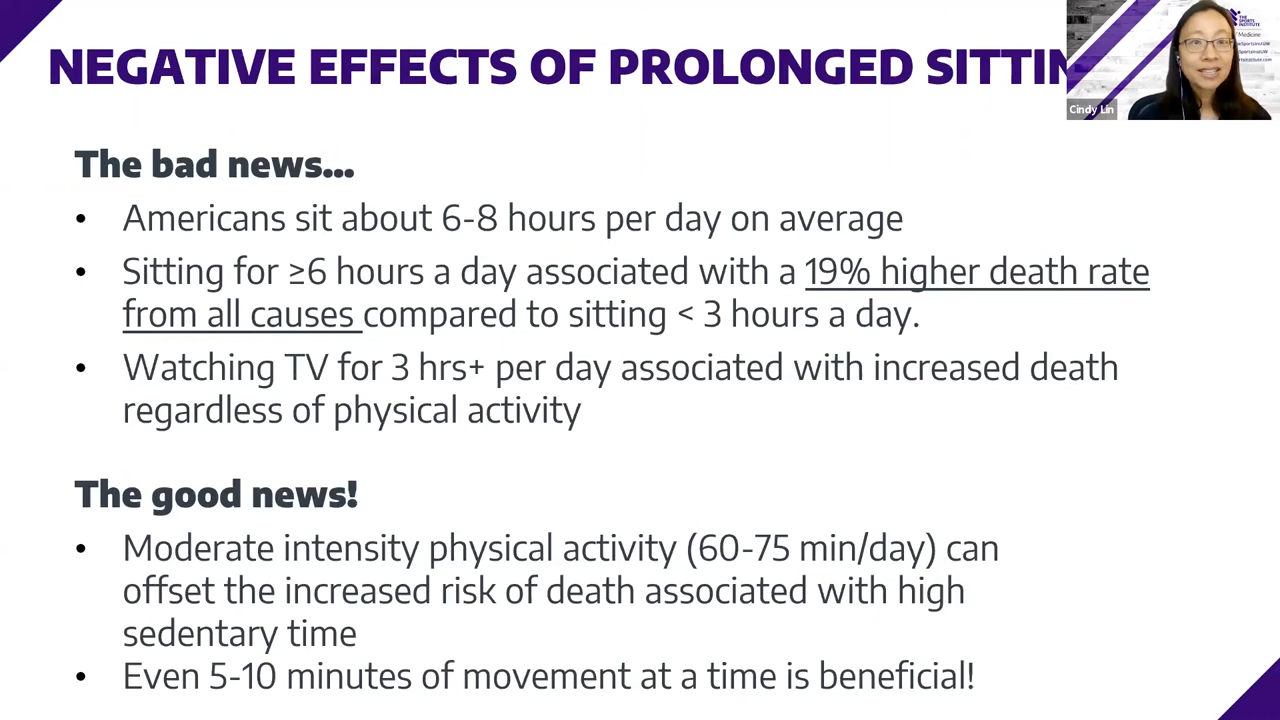 NEGATIVE EFFECTS OF PROLONGED SITTIN
THE
SPORTS
INSTITUTE
Medicine
Cindy Lin
The bad news...
• Americans sit about 6-8 hours per day on average
• Sitting for ≥6 hours a day associated with a 19% higher death rate
from all causes compared to sitting < 3 hours a day.
• Watching TV for 3 hrs+ per day associated with increased death
regardless of physical activity
The good news!
• Moderate intensity physical activity (60-75 min/day) can
offset the increased risk of death associated with high
sedentary time
• Even 5-10 minutes of movement at a time is beneficial!